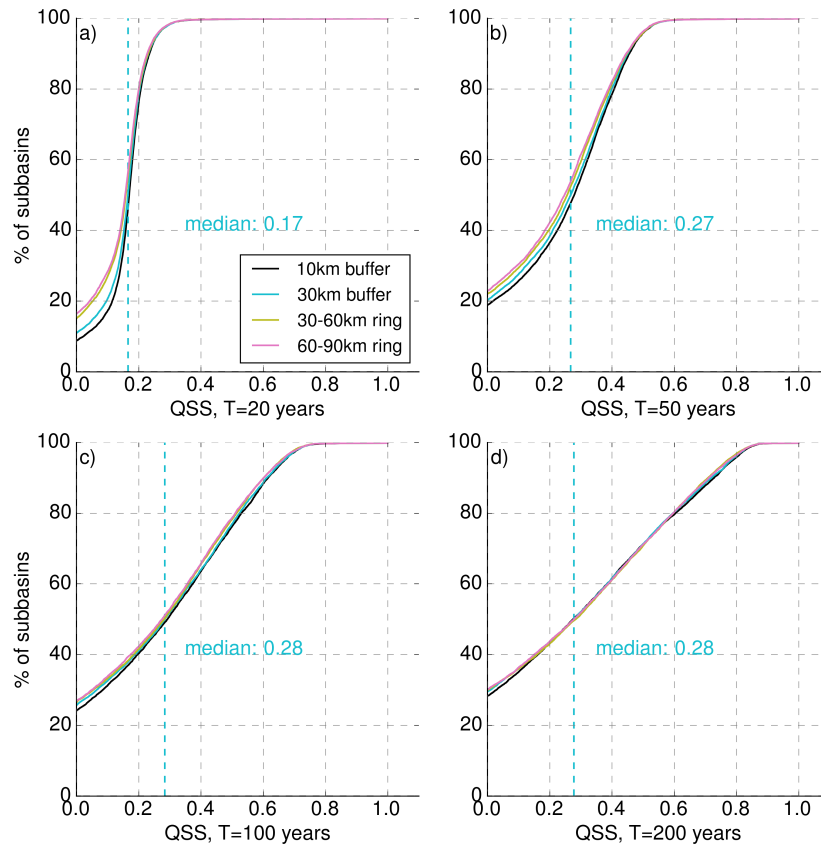 a)
100
80
60
40
20
0
% of subbasins
median: 0.17
10km buffer
30km buffer
30-60km ring
60-90km ring
0.0 0.2 0.4 0.6 0.8 1.0
QSS, T=20 years
b)
100
80
60
40
20
0
median: 0.27
0.0 0.2 0.4 0.6 0.8 1.0
QSS, T=50 years
c)
100
80
60
40
20
0
% of subbasins
median: 0.28
0.0 0.2 0.4 0.6 0.8 1.0
QSS, T=100 years
d)
100
80
60
40
20
0
median: 0.28
0.0 0.2 0.4 0.6 0.8 1.0
QSS, T=200 years